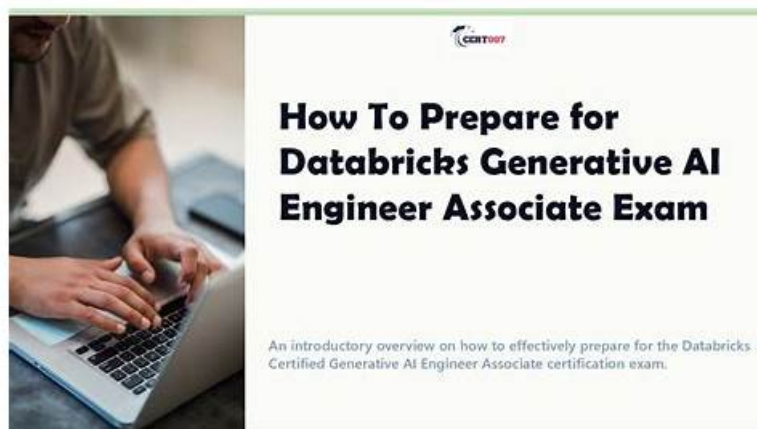 CERT007
How To Prepare for
Databricks Generative AI
Engineer Associate Exam
An introductory overview on how to effectively prepare for the Databricks
Certified Generative AI Engineer Associate certification exam.